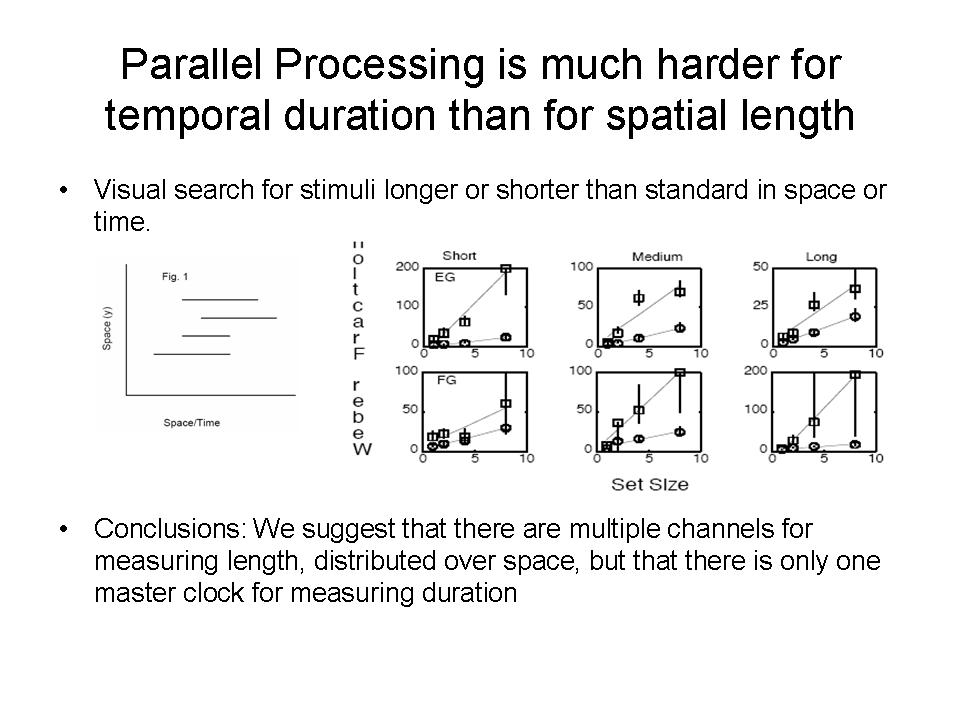 Parallel Processing is much harder for
temporal duration than for spatial length
• Visual search for stimuli longer or shorter than standard in space or
time.
Fig. 1
Space (y)
Space/Time
Weber Fraction
Short
Medium
Long
200
100
0
EG
0
5
10
100
50
0
0
5
10
50
25
0
0
5
10
100
50
0
FG
0
5
10
100
50
0
0
5
10
200
100
0
0
5
10
Set SIze
• Conclusions: We suggest that there are multiple channels for
measuring length, distributed over space, but that there is only one
master clock for measuring duration